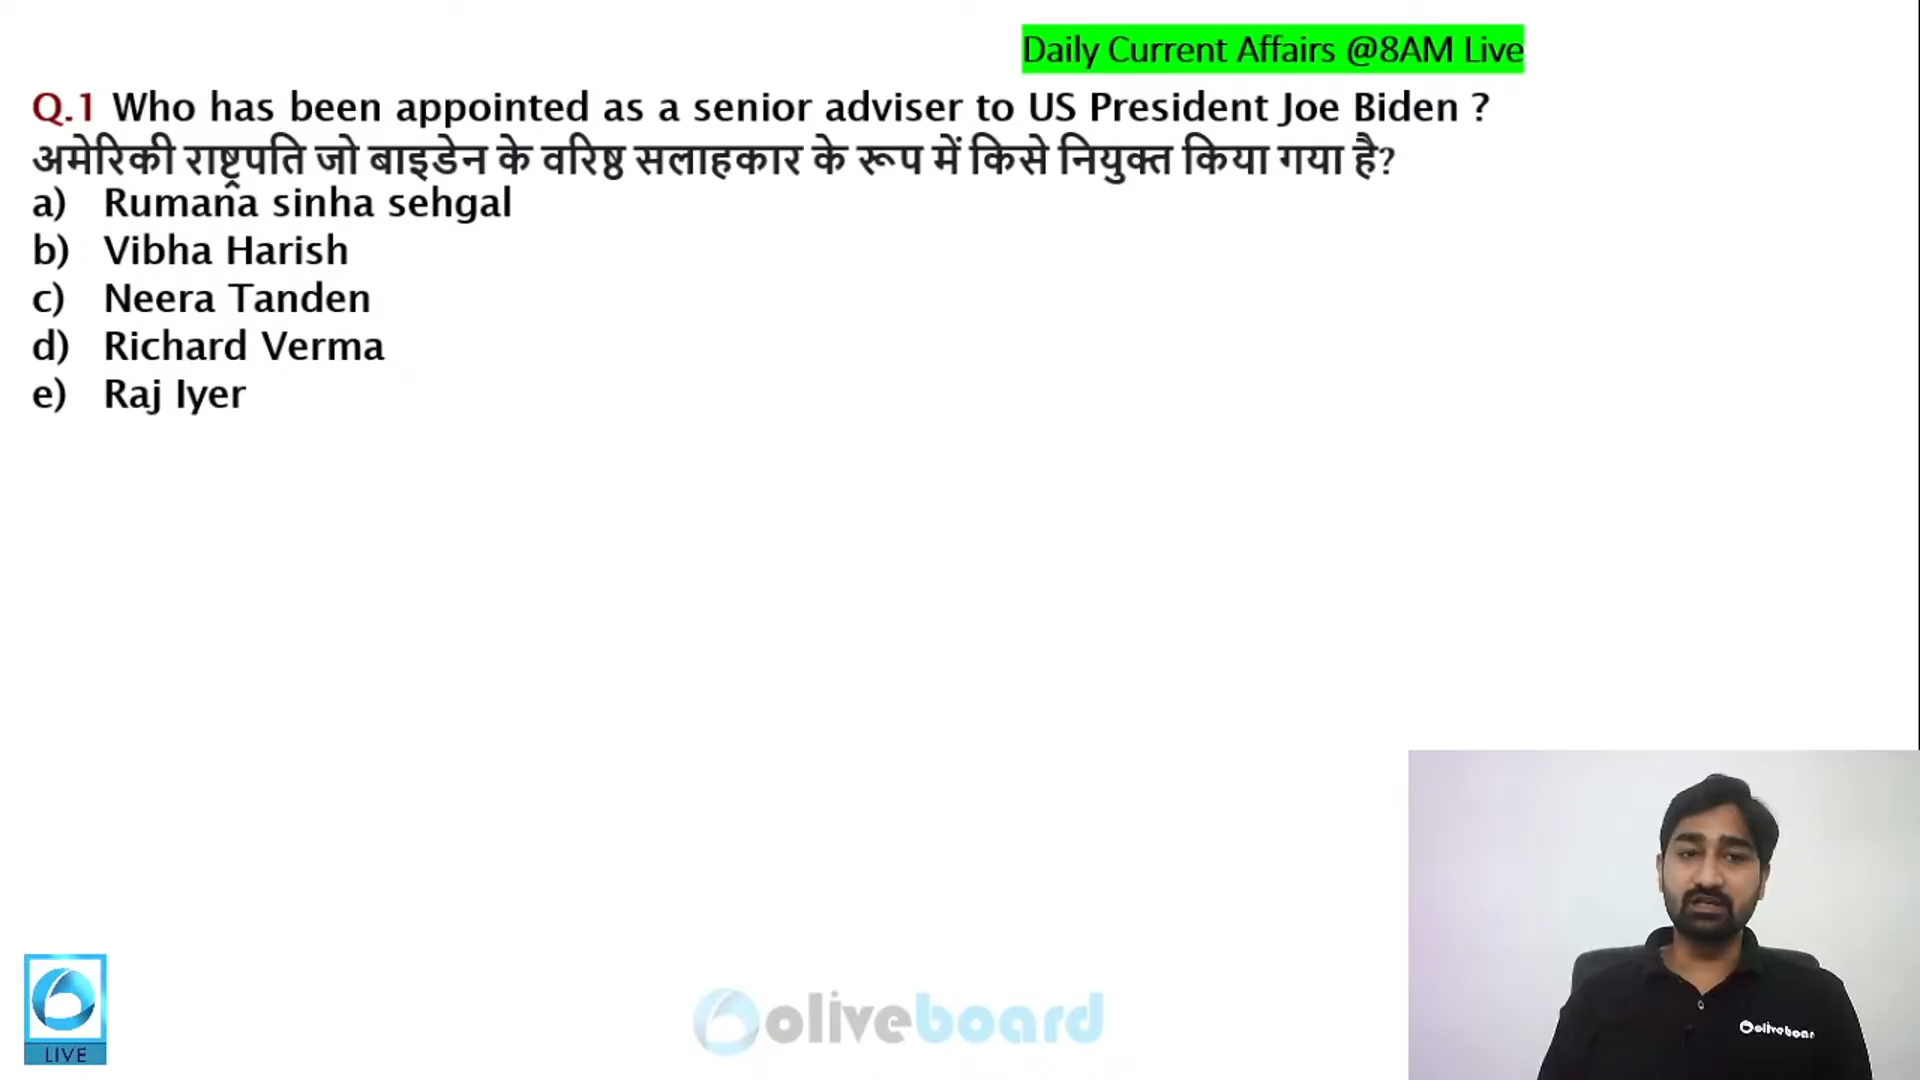 Daily Current Affairs @8AM Live
Q.1 Who has been appointed as a senior adviser to US President Joe Biden ?
अमेरिकी राष्ट्रपति जो बाइडेन के वरिष्ठ सलाहकार के रूप में किसे नियुक्त किया गया है?
a) Rumana sinha sehgal
b) Vibha Harish
c) Neera Tanden
d) Richard Verma
e) Raj Iyer
LIVE
oliveboard
oliveboar